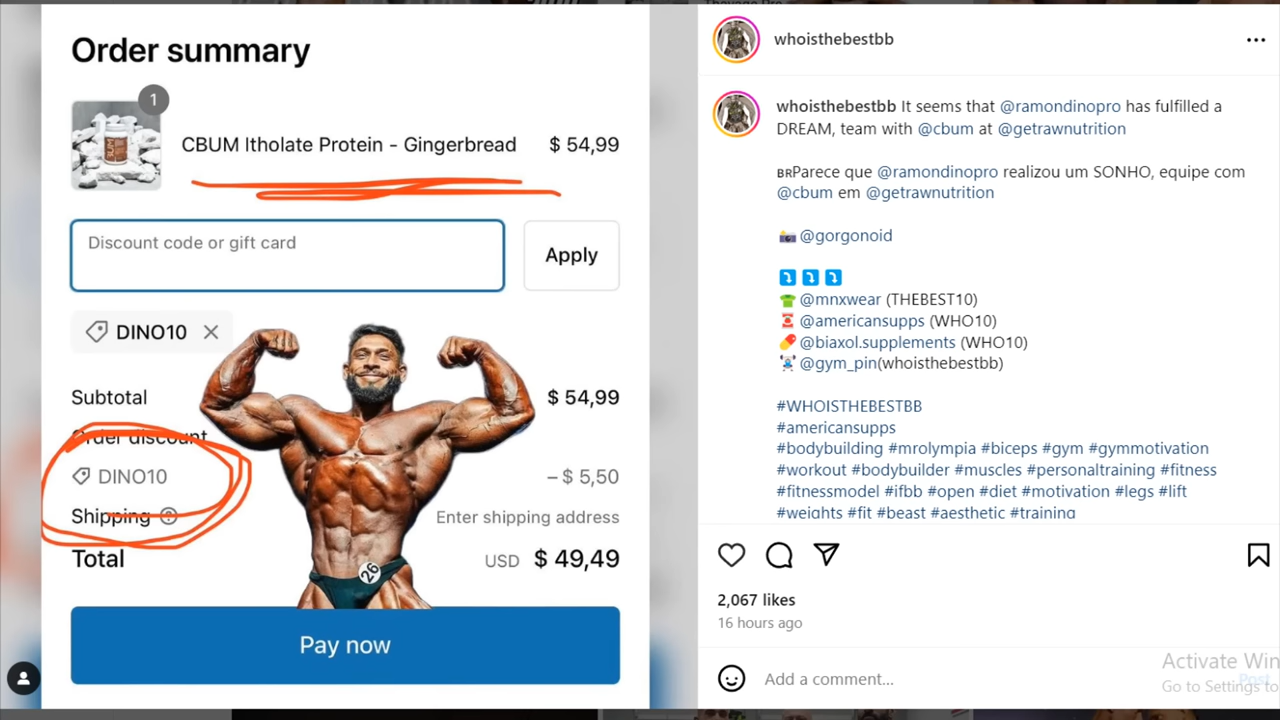 Order summary
1
CBUM Itholate Protein - Gingerbread
$ 54,99
Discount code or gift card
Apply
DINO10
Subtotal
$ 54,99
Order discount
DINO10
– $ 5,50
Shipping
Enter shipping address
Total
USD $ 49,49
26
Pay now
whoisthebestbb
whoisthebestbb It seems that @ramondinopro has fulfilled a
DREAM, team with @cbum at @getrawnutrition
BRParece que @ramondinopro realizou um SONHO, equipe com
@cbum em @getrawnutrition
📸 @gorgonoid
⤵️ ⤵️ ⤵️
👕 @mnxwear (THEBEST10)
@americansupps (WHO10)
💊 @biaxol.supplements (WHO10)
🏋️ @gym_pin(whoisthebestbb)
#WHOISTHEBESTBB
#americansupps
#bodybuilding #mrolympia #biceps #gym #gymmotivation
#workout #bodybuilder #muscles #personaltraining #fitness
#fitnessmodel #ifbb #open #diet #motivation #legs #lift
#weights #fit #beast #aesthetic #training
2,067 likes
16 hours ago
Add a comment...
Post
Activate Win
Go to Settings to